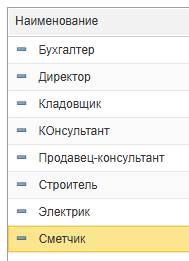 Наименование
Бухгалтер
Директор
Кладовщик
КОнсультант
Продавец-консультант
Строитель
Электрик
Сметчик